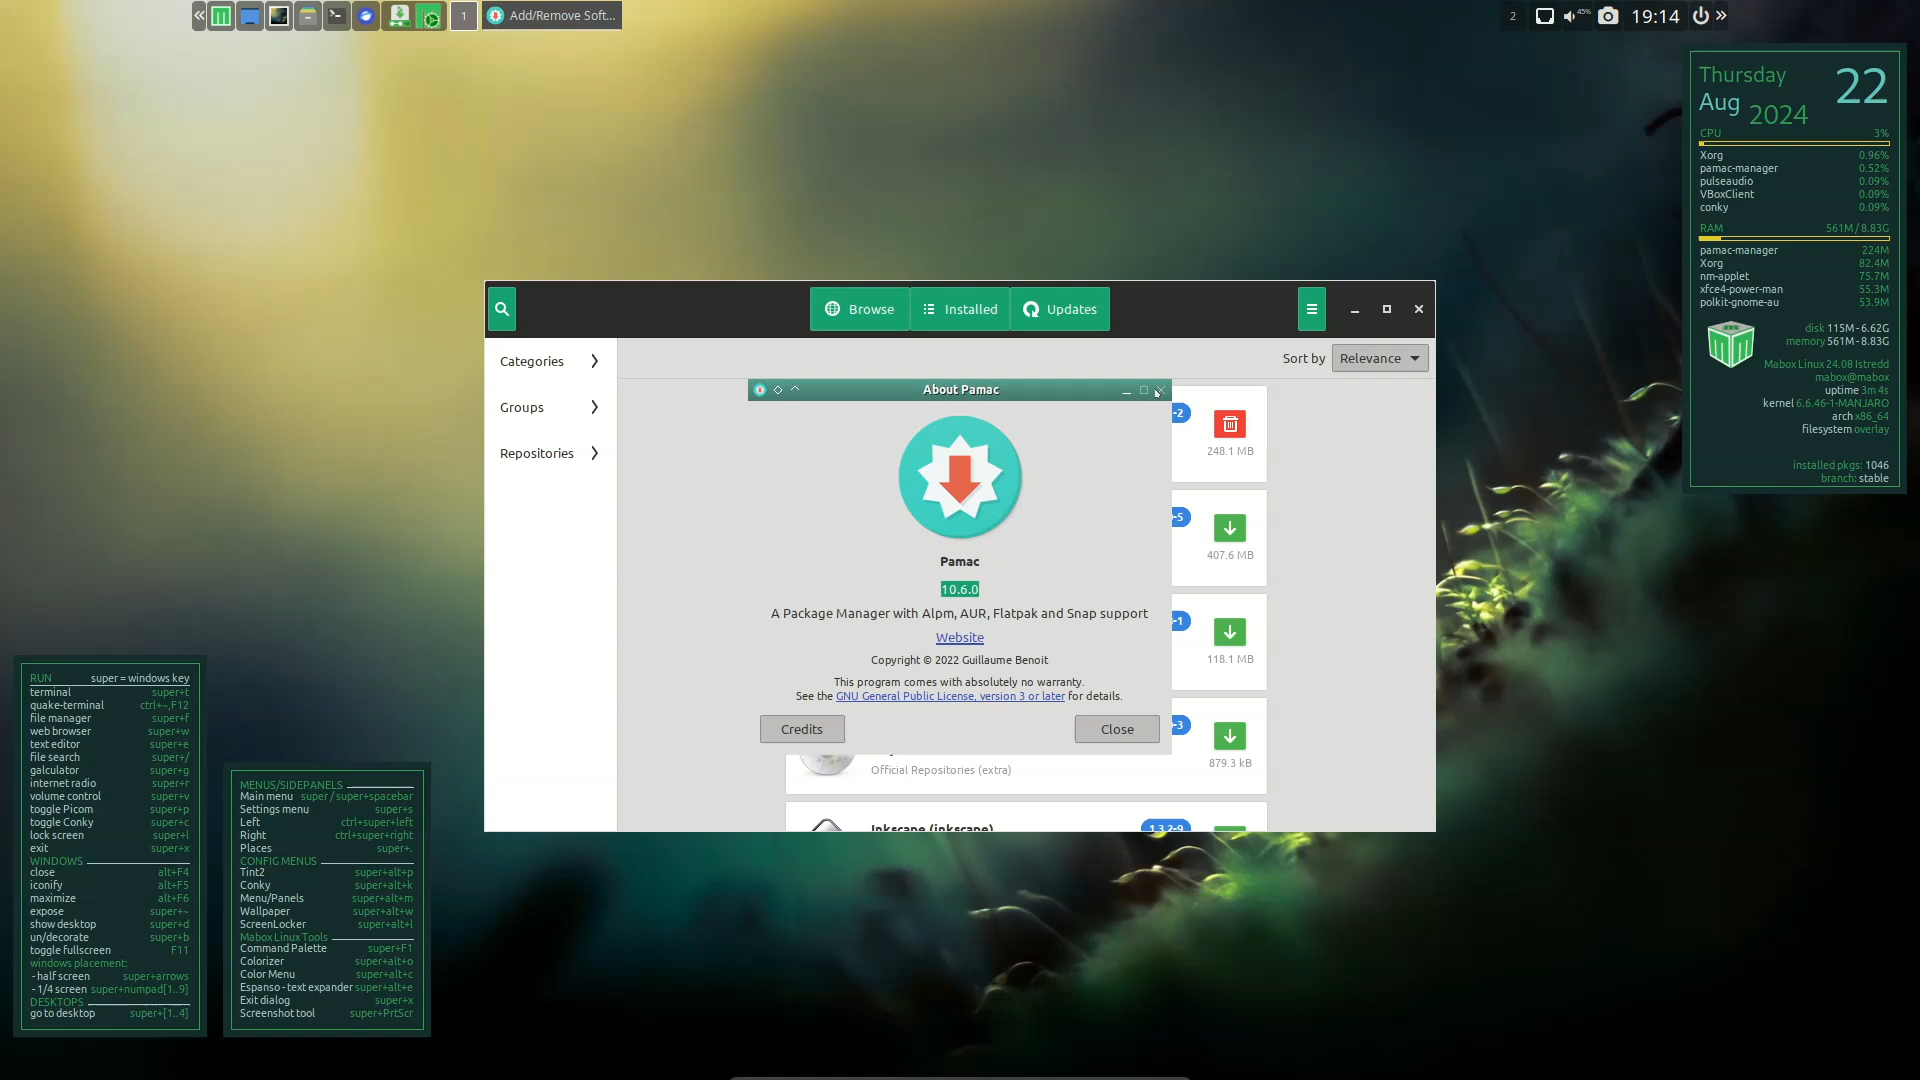 1
Add/Remove Soft...
2
45%
19:14
Thursday
22
Aug
2024
CPU 3%
Xorg 0.96%
pamac-manager 0.52%
pulseaudio 0.09%
VBoxClient 0.09%
conky 0.09%
RAM 561M / 8.83G
pamac-manager 224M
Xorg 82.4M
nm-applet 75.7M
xfce4-power-man 55.3M
polkit-gnome-au 53.9M
disk 115M - 6.62G
memory 561M - 8.83G
Mabox Linux 24.08 Istredd
mabox@mabox
uptime 3m 4s
kernel 6.6.46-1-MANJARO
arch x86_64
filesystem overlay
installed pkgs: 1046
branch: stable
Browse
Installed
Updates
Categories
Groups
Repositories
Sort by Relevance
About Pamac
Pamac
10.6.0
A Package Manager with Alpm, AUR, Flatpak and Snap support
Website
Copyright © 2022 Guillaume Benoit
This program comes with absolutely no warranty.
See the GNU General Public License, version 3 or later for details.
Credits
Close
-2
248.1 MB
-5
407.6 MB
-1
118.1 MB
-3
879.3 kB
Official Repositories (extra)
Inkscape (inkscape) 1.3.2-9
RUN super = windows key
terminal super+t
quake-terminal ctrl+~,F12
file manager super+f
web browser super+w
text editor super+e
file search super+/
galculator super+g
internet radio super+r
volume control super+v
toggle Picom super+p
toggle Conky super+c
lock screen super+l
exit super+x
WINDOWS
close alt+F4
iconify alt+F5
maximize alt+F6
expose super+~
show desktop super+d
un/decorate super+b
toggle fullscreen F11
windows placement:
- half screen super+arrows
- 1/4 screen super+numpad[1..9]
DESKTOPS
go to desktop super+[1..4]
MENUS/SIDEPANELS
Main menu super / super+spacebar
Settings menu super+s
Left ctrl+super+left
Right ctrl+super+right
Places super+.
CONFIG MENUS
Tint2 super+alt+p
Conky super+alt+k
Menu/Panels super+alt+m
Wallpaper super+alt+w
ScreenLocker super+alt+l
Mabox Linux Tools
Command Palette super+F1
Colorizer super+alt+o
Color Menu super+alt+c
Espanso - text expander super+alt+e
Exit dialog super+x
Screenshot tool super+PrtScr